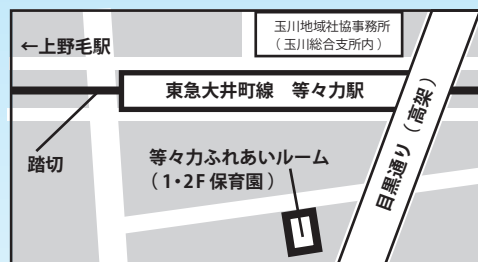 玉川地域社協事務所
（玉川総合支所内）
←上野毛駅
東急大井町線　等々力駅
踏切
等々力ふれあいルーム
（1・2F 保育園）
目黒通り（高架）